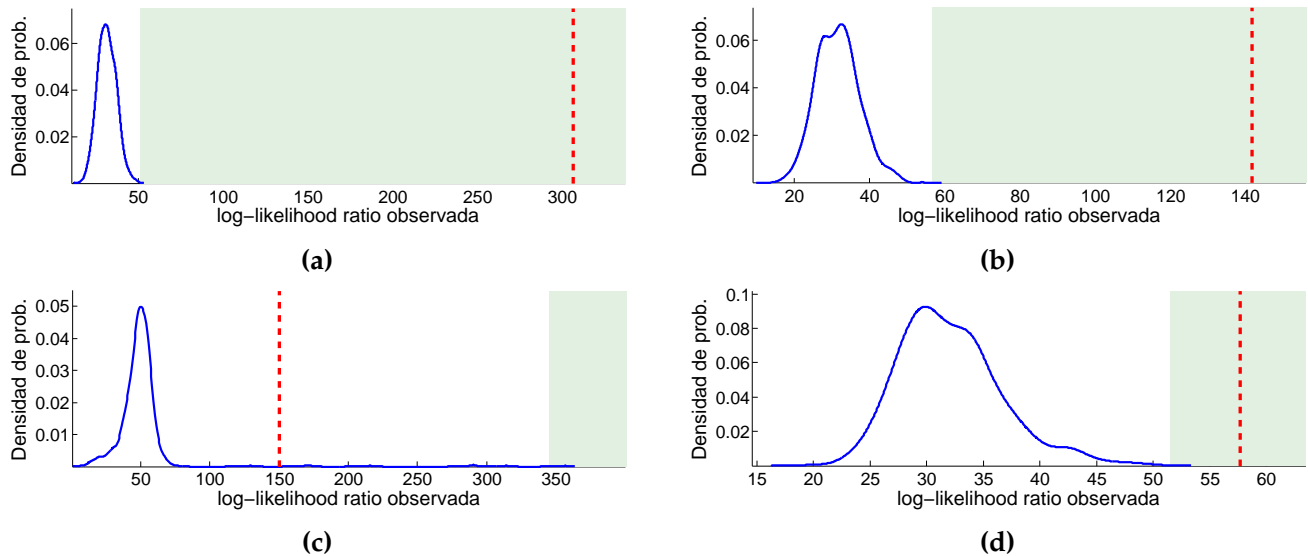 Densidad de prob.
0.06
0.04
0.02
50 100 150 200 250 300
log−likelihood ratio observada
(a)
Densidad de prob.
0.06
0.04
0.02
20 40 60 80 100 120 140
log−likelihood ratio observada
(b)
Densidad de prob.
0.05
0.04
0.03
0.02
0.01
50 100 150 200 250 300 350
log−likelihood ratio observada
(c)
Densidad de prob.
0.1
0.08
0.06
0.04
0.02
15 20 25 30 35 40 45 50 55 60
log−likelihood ratio observada
(d)